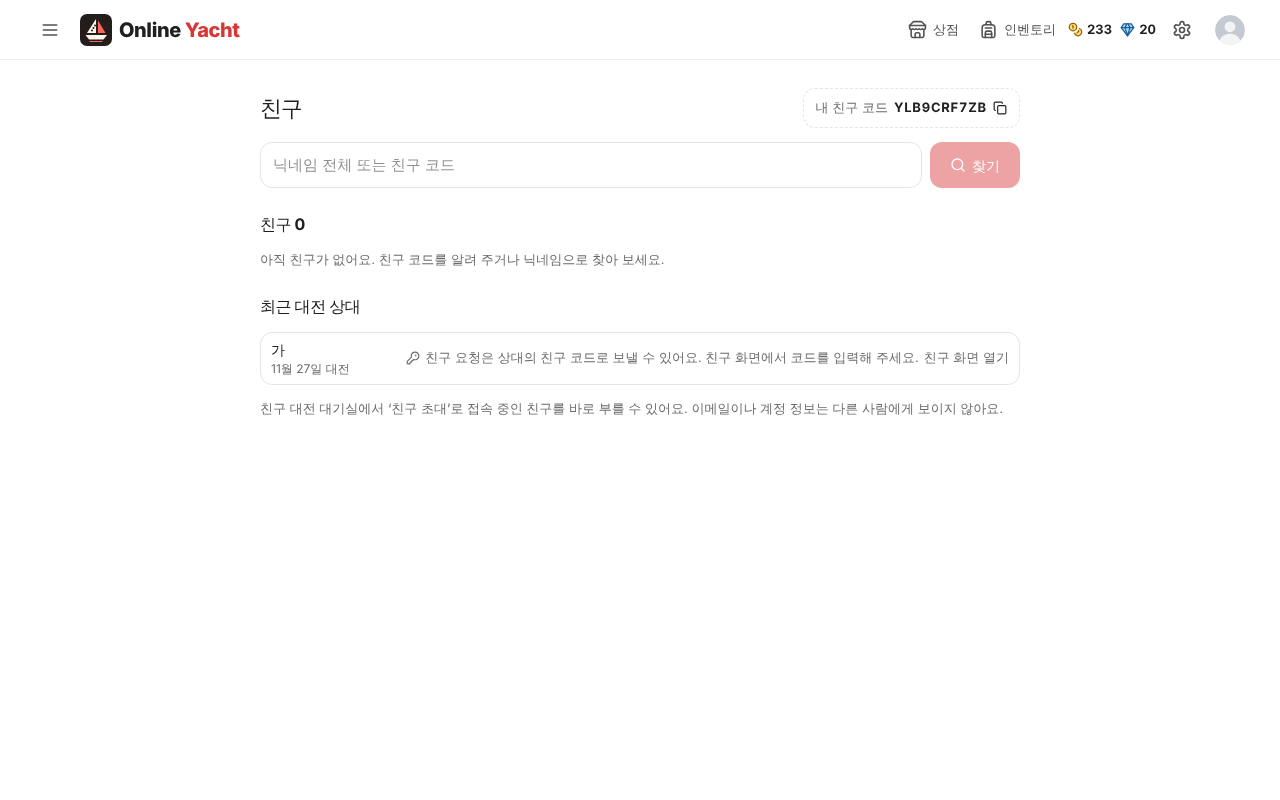 Online Yacht
상점
인벤토리
233
20
친구
내 친구 코드 YLB9CRF7ZB
닉네임 전체 또는 친구 코드
찾기
친구 0
아직 친구가 없어요. 친구 코드를 알려 주거나 닉네임으로 찾아 보세요.
최근 대전 상대
가
11월 27일 대전
친구 요청은 상대의 친구 코드로 보낼 수 있어요. 친구 화면에서 코드를 입력해 주세요. 친구 화면 열기
친구 대전 대기실에서 ‘친구 초대’로 접속 중인 친구를 바로 부를 수 있어요. 이메일이나 계정 정보는 다른 사람에게 보이지 않아요.